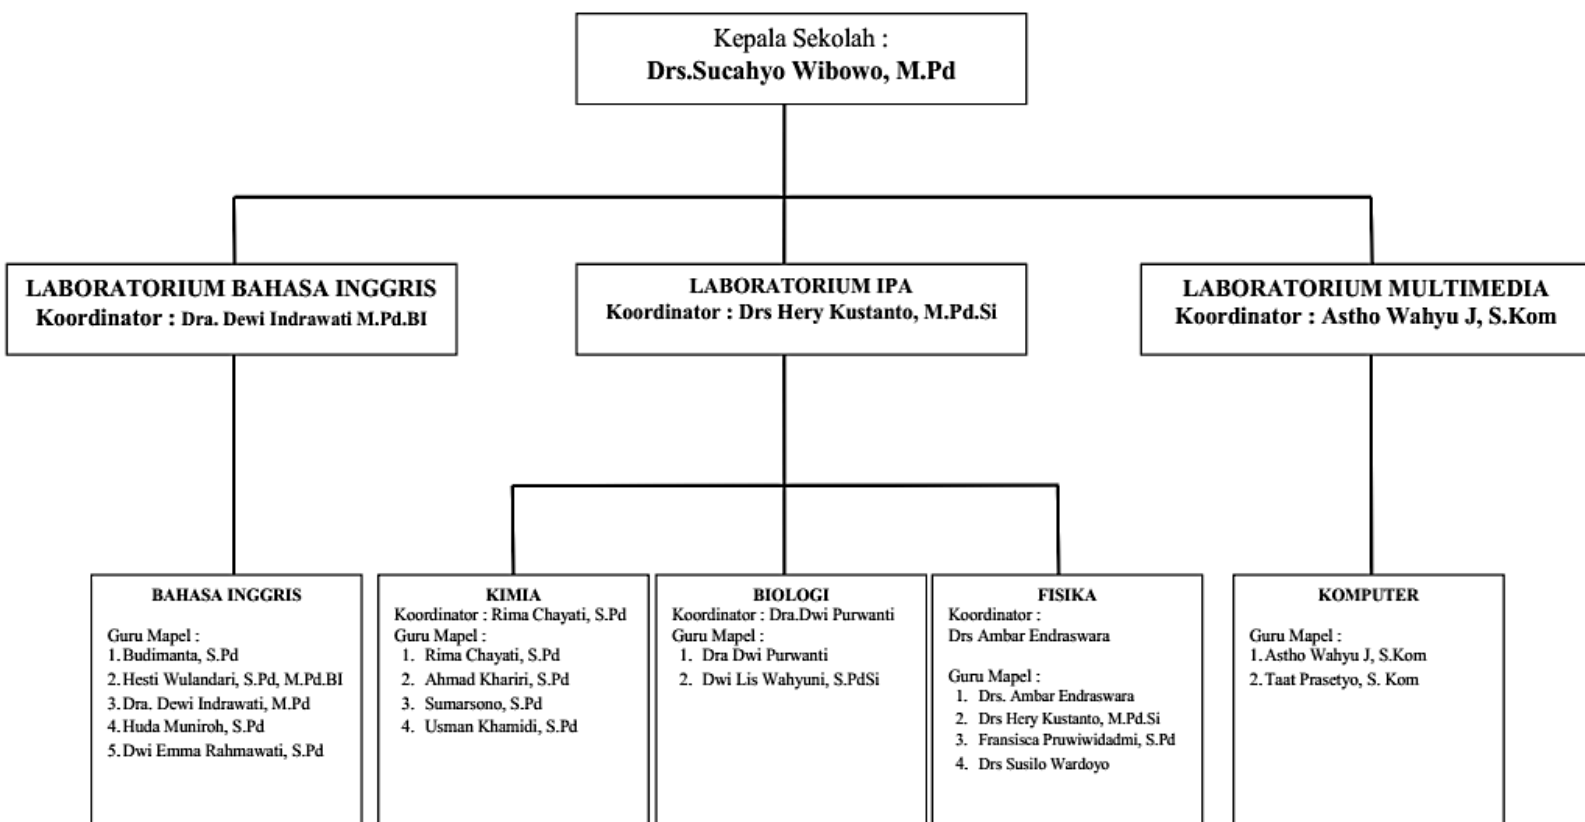 Kepala Sekolah :
Drs.Sucahyo Wibowo, M.Pd
LABORATORIUM BAHASA INGGRIS
Koordinator : Dra. Dewi Indrawati M.Pd.BI
LABORATORIUM IPA
Koordinator : Drs Hery Kustanto, M.Pd.Si
LABORATORIUM MULTIMEDIA
Koordinator : Astho Wahyu J, S.Kom
BAHASA INGGRIS
Guru Mapel :
1. Budimanta, S.Pd
2. Hesti Wulandari, S.Pd, M.Pd.BI
3. Dra. Dewi Indrawati, M.Pd
4. Huda Muniroh, S.Pd
5. Dwi Emma Rahmawati, S.Pd
KIMIA
Koordinator : Rima Chayati, S.Pd
Guru Mapel :
1. Rima Chayati, S.Pd
2. Ahmad Khariri, S.Pd
3. Sumarsono, S.Pd
4. Usman Khamidi, S.Pd
BIOLOGI
Koordinator : Dra.Dwi Purwanti
Guru Mapel :
1. Dra Dwi Purwanti
2. Dwi Lis Wahyuni, S.PdSi
FISIKA
Koordinator :
Drs Ambar Endraswara
Guru Mapel :
1. Drs. Ambar Endraswara
2. Drs Hery Kustanto, M.Pd.Si
3. Fransisca Pruwiwidadmi, S.Pd
4. Drs Susilo Wardoyo
KOMPUTER
Guru Mapel :
1. Astho Wahyu J, S.Kom
2. Taat Prasetyo, S. Kom